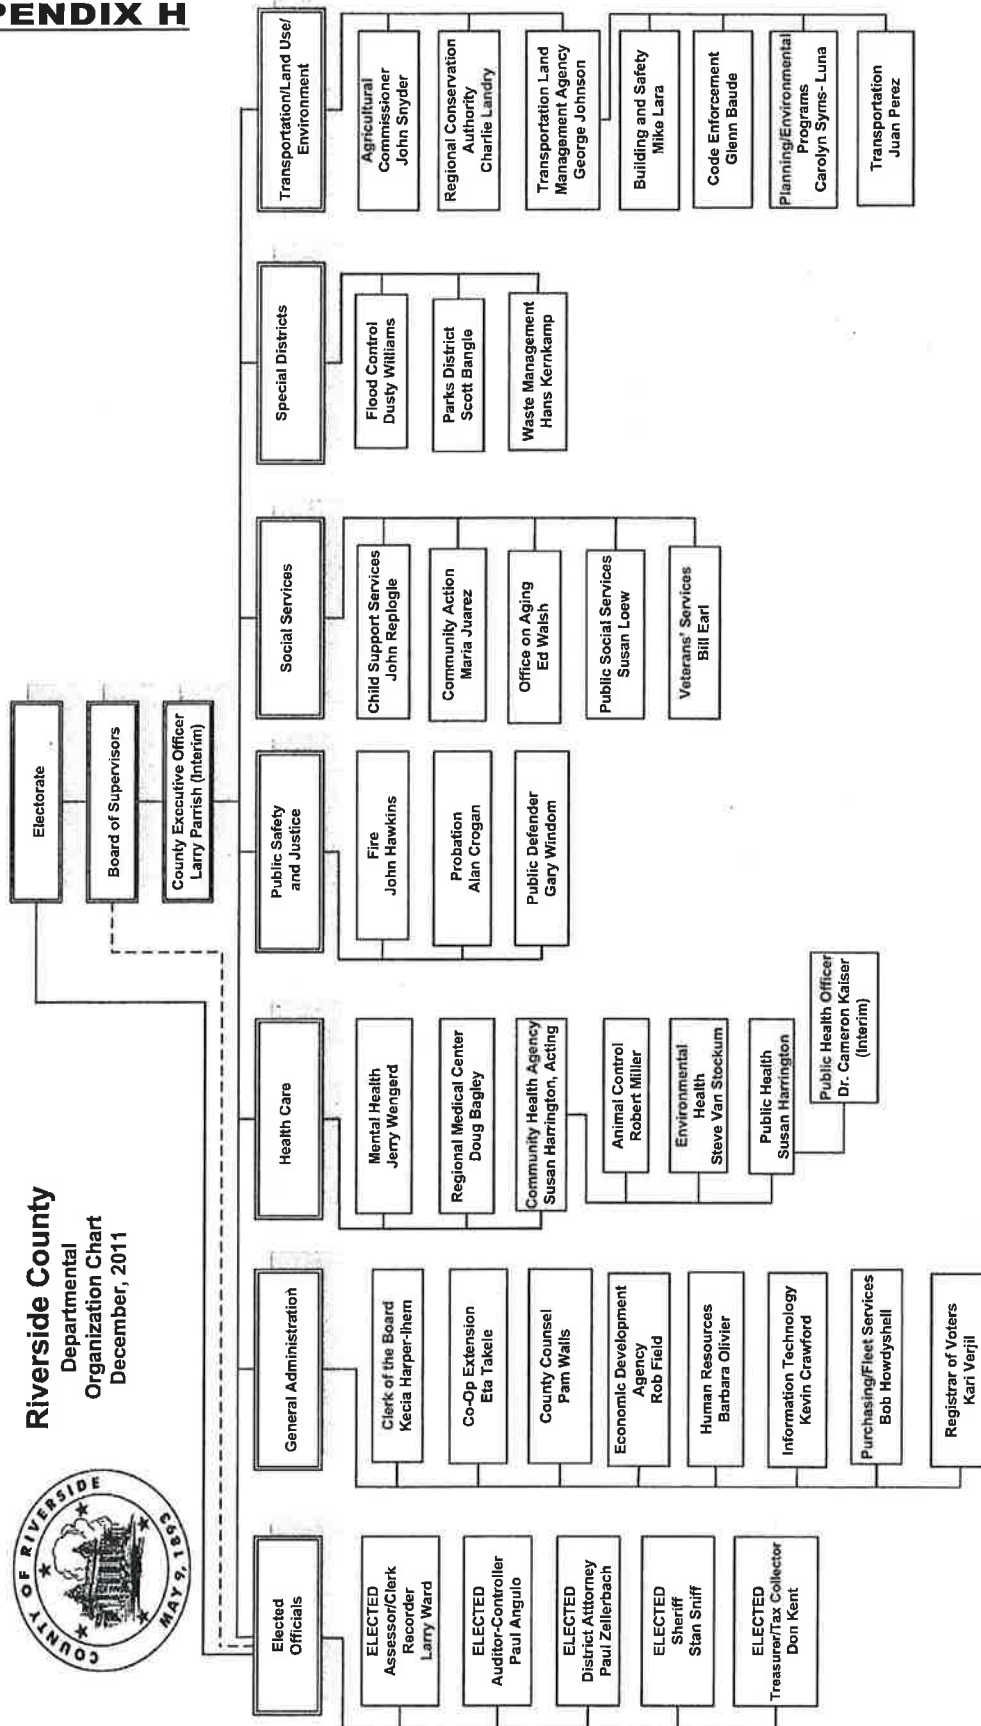 PENDIX H
COUNTY OF RIVERSIDE
MAY 9, 1893
Riverside County
Departmental
Organization Chart
December, 2011
Electorate
Board of Supervisors
County Executive Officer
Larry Parrish (Interim)
Elected
Officials
ELECTED
Assessor/Clerk
Recorder
Larry Ward
ELECTED
Auditor-Controller
Paul Angulo
ELECTED
District Atttorney
Paul Zellerbach
ELECTED
Sheriff
Stan Sniff
ELECTED
Treasurer/Tax Collector
Don Kent
General Administration
Clerk of the Board
Kecia Harper-Ihem
Co-Op Extension
Eta Takele
County Counsel
Pam Walls
Economic Development
Agency
Rob Field
Human Resources
Barbara Olivier
Information Technology
Kevin Crawford
Purchasing/Fleet Services
Bob Howdyshell
Registrar of Voters
Kari Verjil
Health Care
Mental Health
Jerry Wengerd
Regional Medical Center
Doug Bagley
Community Health Agency
Susan Harrington, Acting
Animal Control
Robert Miller
Environmental
Health
Steve Van Stockum
Public Health
Susan Harrington
Public Health Officer
Dr. Cameron Kaiser
(Interim)
Public Safety
and Justice
Fire
John Hawkins
Probation
Alan Crogan
Public Defender
Gary Windom
Social Services
Child Support Services
John Replogle
Community Action
Maria Juarez
Office on Aging
Ed Walsh
Public Social Services
Susan Loew
Veterans' Services
Bill Earl
Special Districts
Flood Control
Dusty Williams
Parks District
Scott Bangle
Waste Management
Hans Kernkamp
Transportation/Land Use/
Environment
Agricultural
Commissioner
John Snyder
Regional Conservation
Authority
Charlie Landry
Transportation Land
Management Agency
George Johnson
Building and Safety
Mike Lara
Code Enforcement
Glenn Baude
Planning/Environmental
Programs
Carolyn Syms- Luna
Transportation
Juan Perez